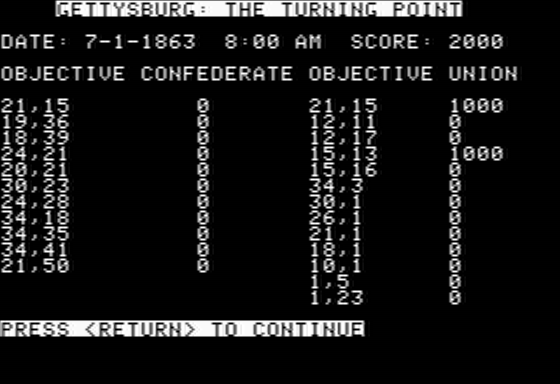 GETTYSBURG: THE TURNING POINT
DATE: 7-1-1863 8:00 AM SCORE: 2000
OBJECTIVE CONFEDERATE OBJECTIVE UNION
21,15 0 21,15 1000
19,36 0 12,11 0
18,39 0 12,17 0
24,21 0 15,13 1000
20,21 0 15,16 0
30,23 0 34,3 0
24,28 0 30,1 0
34,18 0 26,1 0
34,35 0 21,1 0
34,41 0 18,1 0
21,50 0 10,1 0
1,5 0
1,23 0
PRESS <RETURN> TO CONTINUE